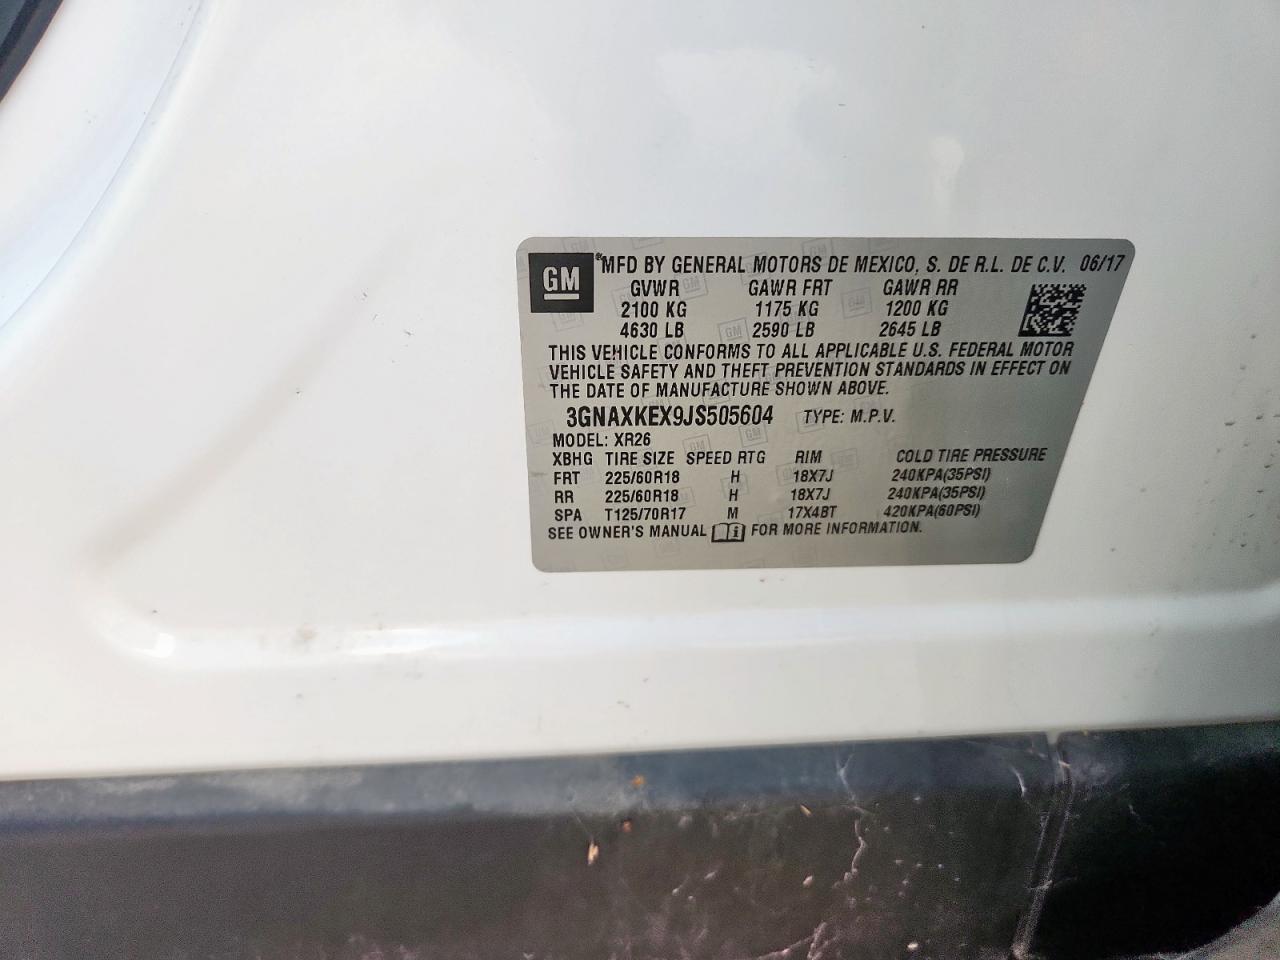 GM
® MFD BY GENERAL MOTORS DE MEXICO, S. DE R.L. DE C.V. 06/17
GVWR GAWR FRT GAWR RR
2100 KG 1175 KG 1200 KG
4630 LB 2590 LB 2645 LB
THIS VEHICLE CONFORMS TO ALL APPLICABLE U.S. FEDERAL MOTOR
VEHICLE SAFETY AND THEFT PREVENTION STANDARDS IN EFFECT ON
THE DATE OF MANUFACTURE SHOWN ABOVE.
3GNAXKEX9JS505604 TYPE: M.P.V.
MODEL: XR26
XBHG TIRE SIZE SPEED RTG RIM COLD TIRE PRESSURE
FRT 225/60R18 H 18X7J 240KPA(35PSI)
RR 225/60R18 H 18X7J 240KPA(35PSI)
SPA T125/70R17 M 17X4BT 420KPA(60PSI)
SEE OWNER'S MANUAL i FOR MORE INFORMATION.